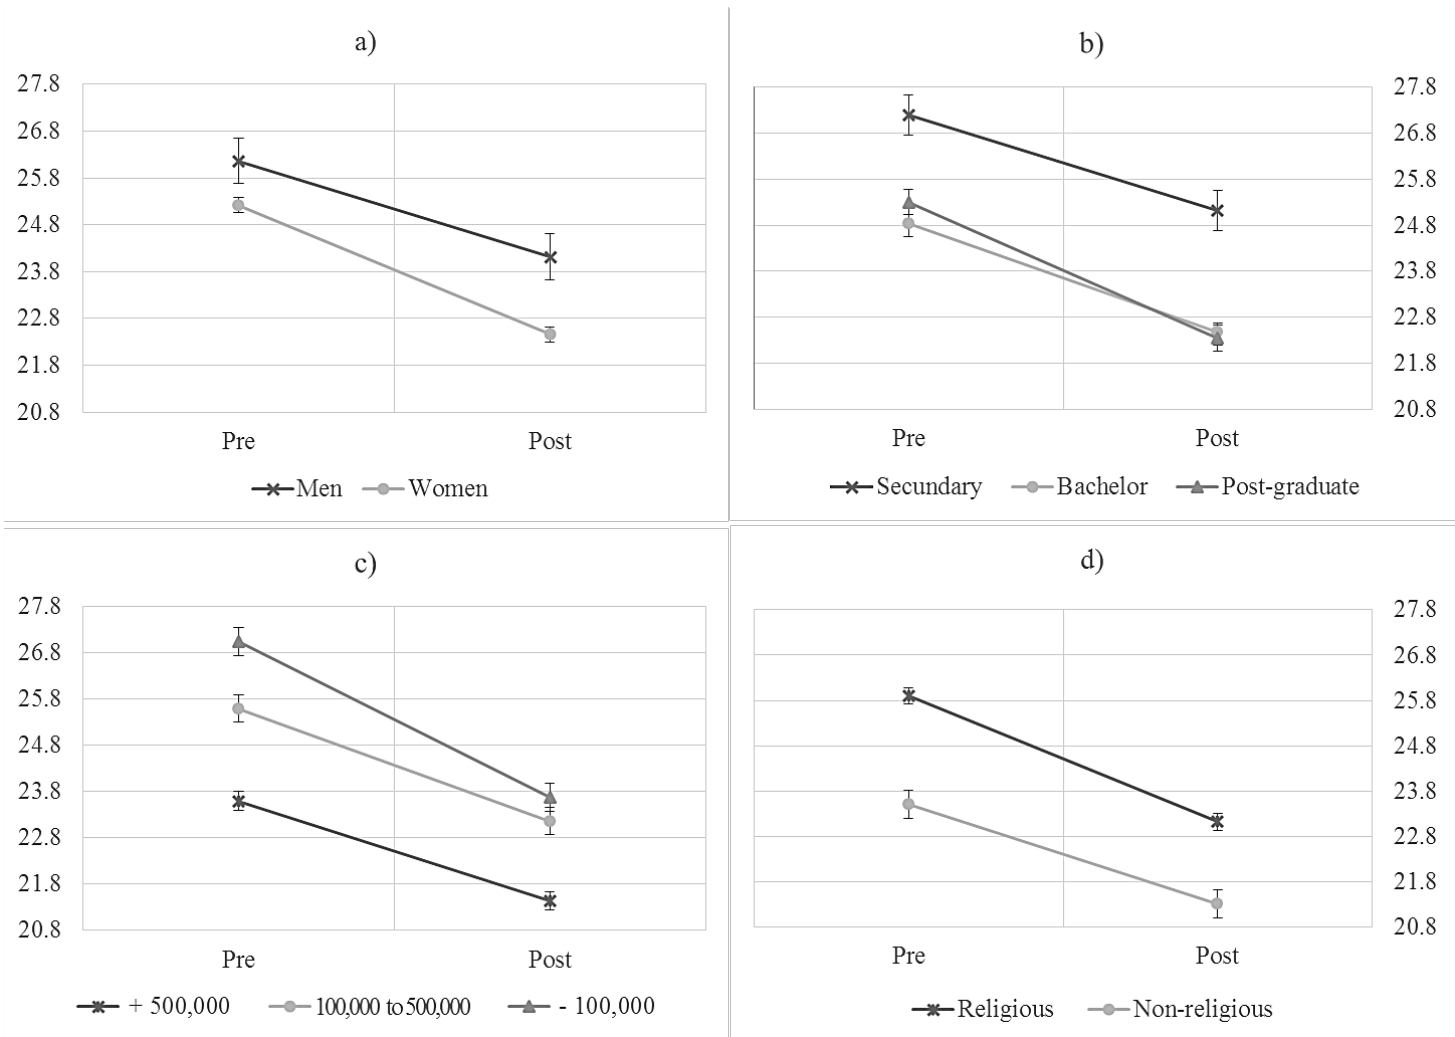 a)
27.8
26.8
25.8
24.8
23.8
22.8
21.8
20.8
Pre Post
Men Women
b)
27.8
26.8
25.8
24.8
23.8
22.8
21.8
20.8
Pre Post
Secundary Bachelor Post-graduate
c)
27.8
26.8
25.8
24.8
23.8
22.8
21.8
20.8
Pre Post
+ 500,000 100,000 to 500,000 - 100,000
d)
27.8
26.8
25.8
24.8
23.8
22.8
21.8
20.8
Pre Post
Religious Non-religious